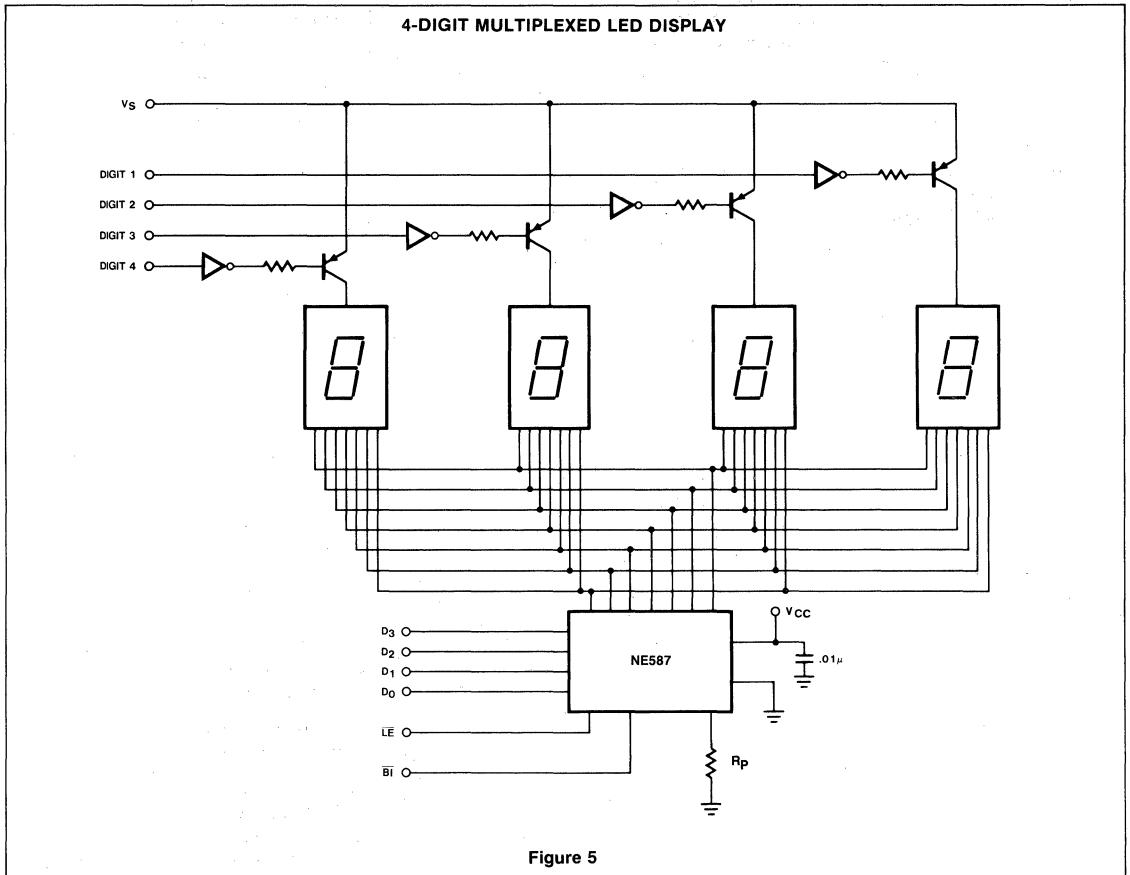 4-DIGIT MULTIPLEXED LED DISPLAY
VS
DIGIT 1
DIGIT 2
DIGIT 3
DIGIT 4
VCC
D3
D2
D1
D0
NE587
.01μ
LE
BI
RP
Figure 5